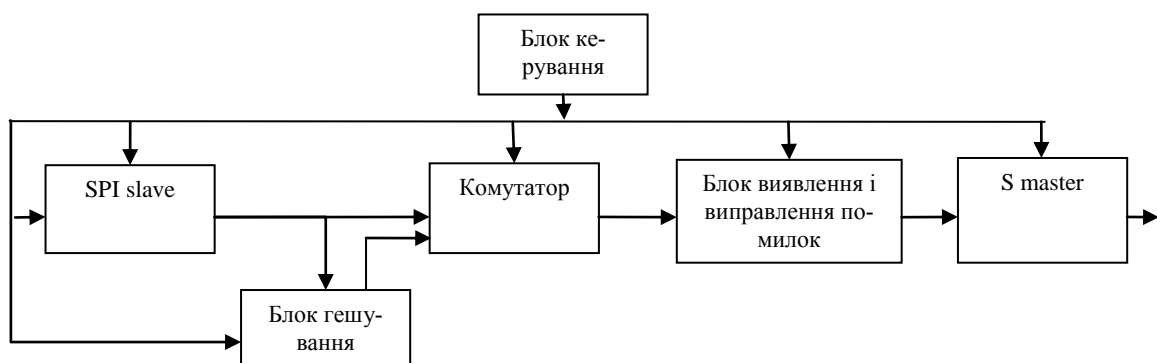 Блок ке-
рування
SPI slave
Комутатор
Блок виявлення і
виправлення по-
милок
S master
Блок гешу-
вання